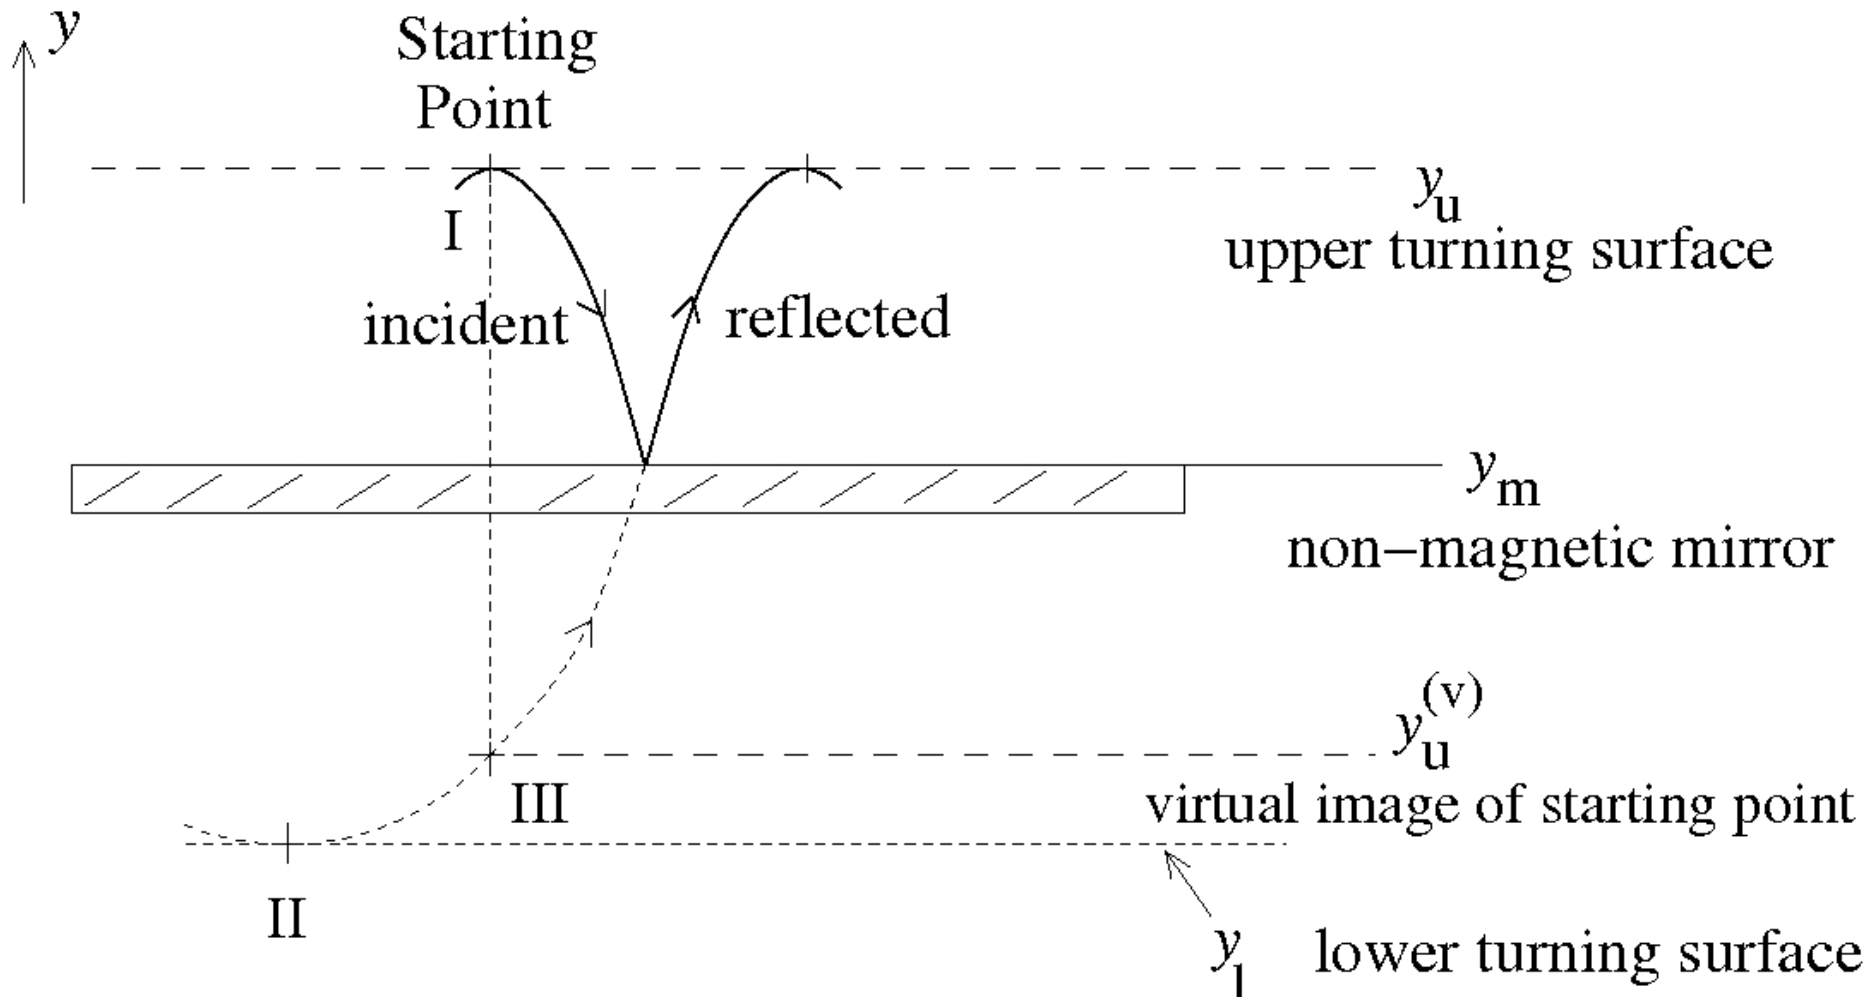 y
Starting
Point
y_u
upper turning surface
I
incident
reflected
y_m
non–magnetic mirror
y_u^(v)
III
virtual image of starting point
II
y_l
lower turning surface